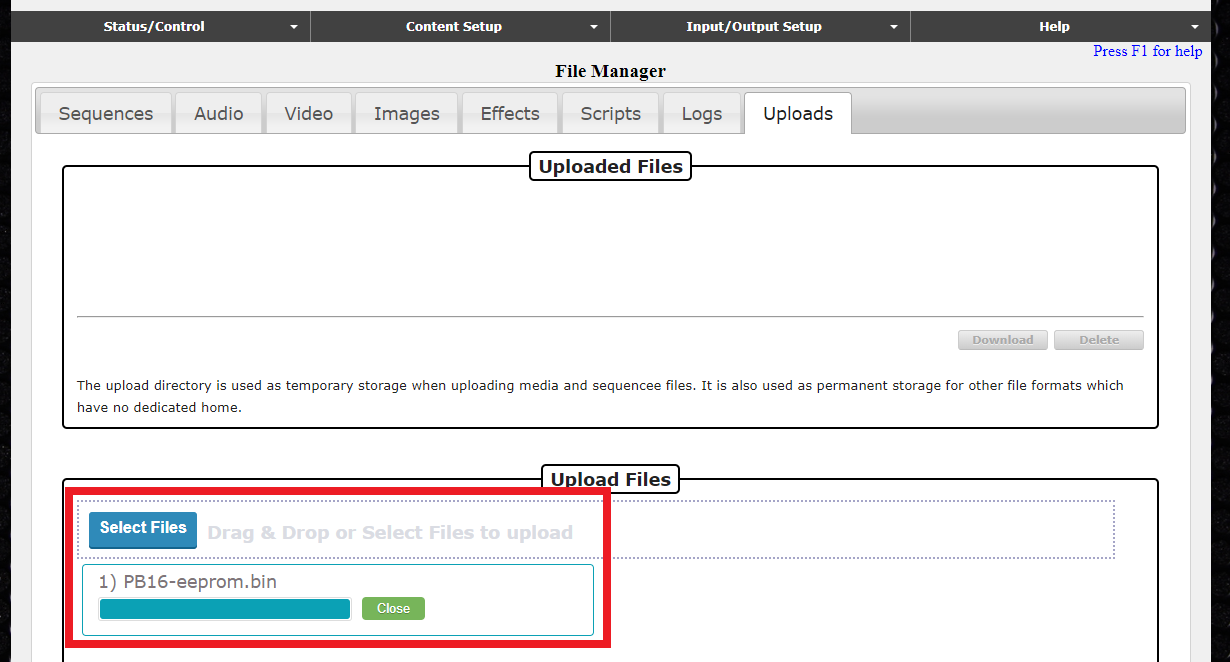 Status/Control
Content Setup
Input/Output Setup
Help
Press F1 for help
File Manager
Sequences
Audio
Video
Images
Effects
Scripts
Logs
Uploads
Uploaded Files
Download
Delete
The upload directory is used as temporary storage when uploading media and sequencee files. It is also used as permanent storage for other file formats which
have no dedicated home.
Upload Files
Select Files
Drag & Drop or Select Files to upload
1) PB16-eeprom.bin
Close